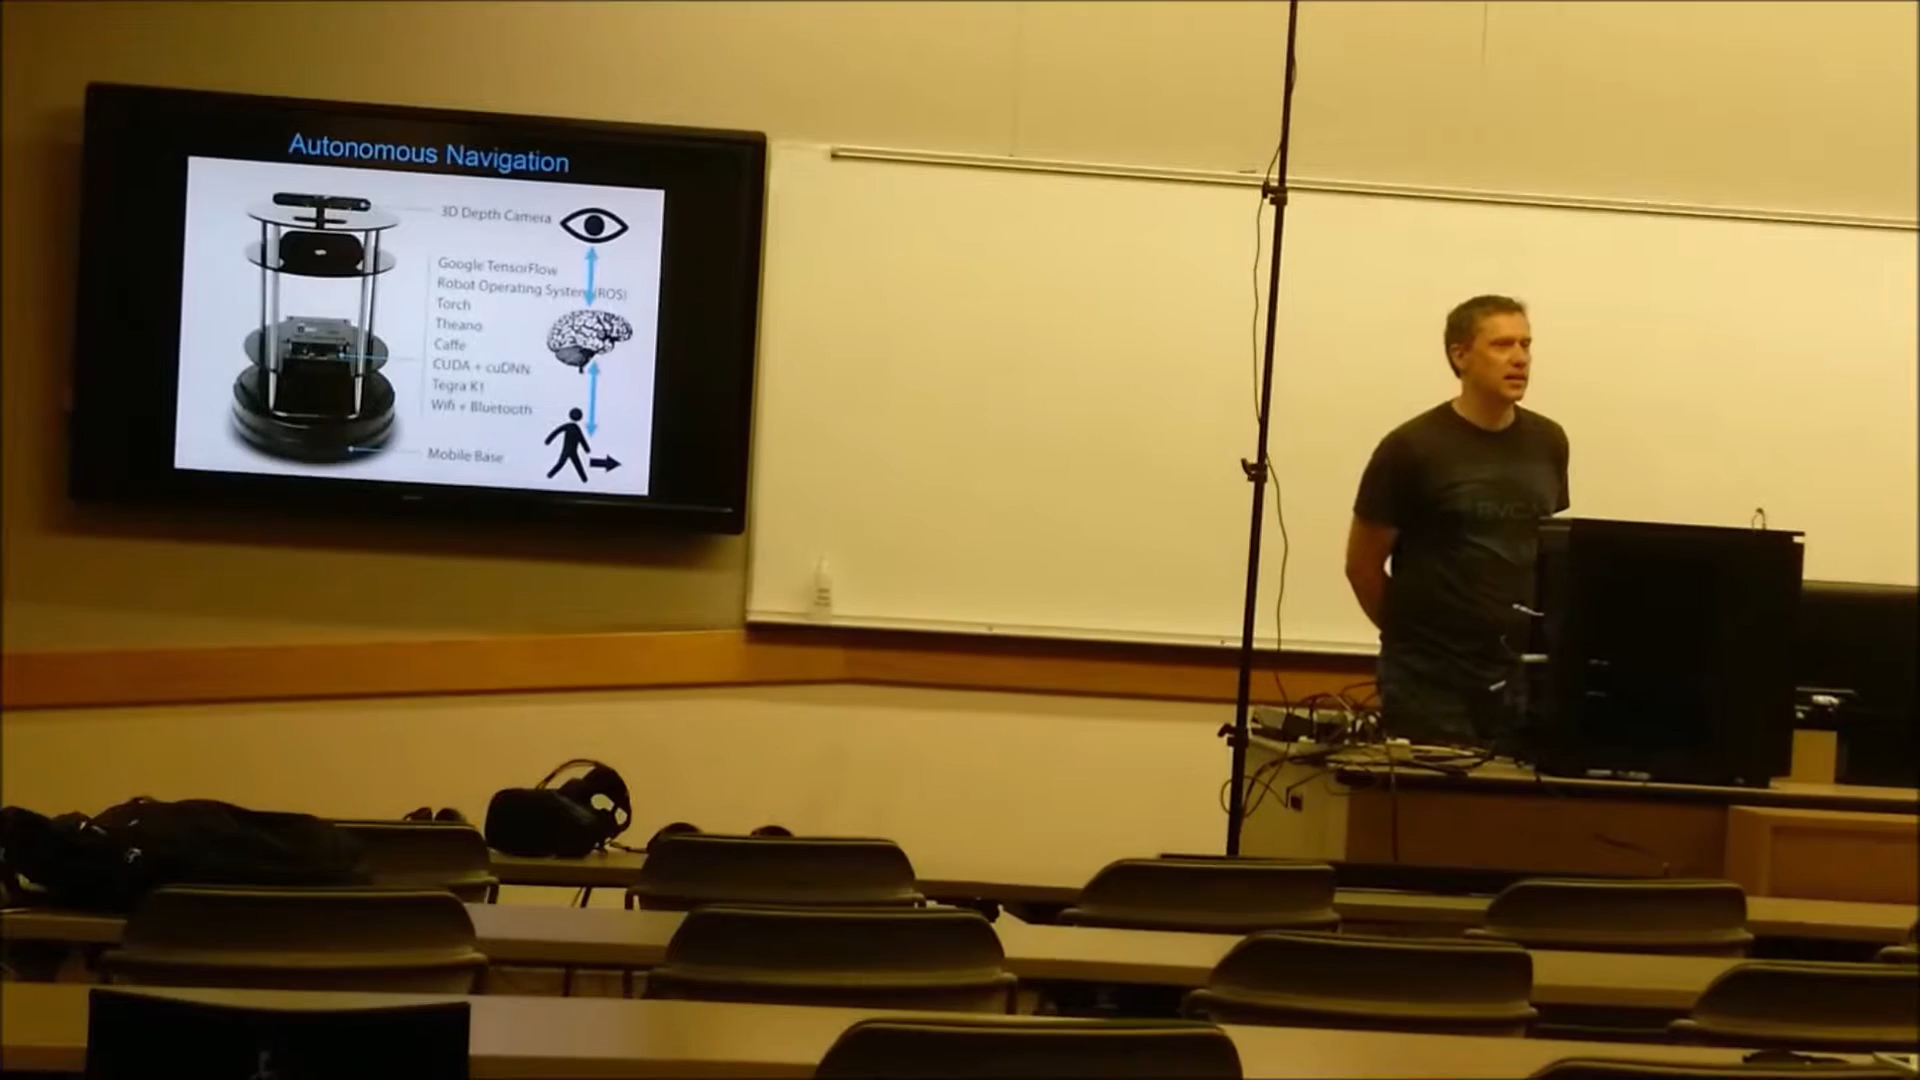 Autonomous Navigation
3D Depth Camera
Google TensorFlow
Robot Operating System (ROS)
Torch
Theano
Caffe
CUDA + cuDNN
Tegra K1
Wifi + Bluetooth
Mobile Base
RVCA